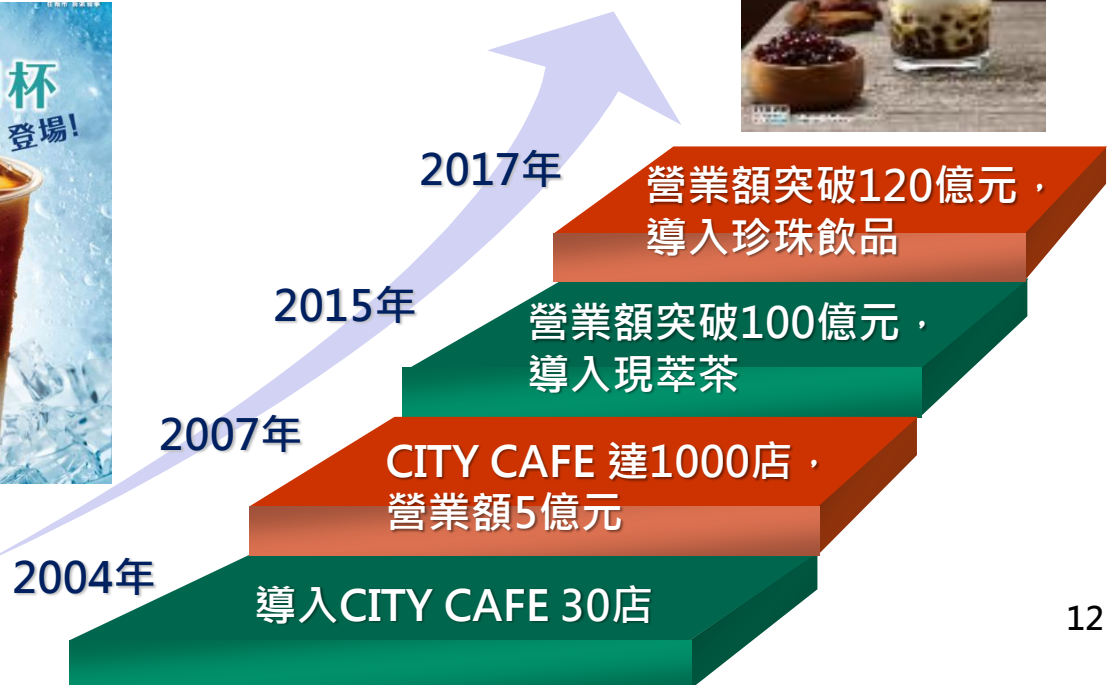 杯
登場!
2017年
營業額突破120億元，
導入珍珠飲品
2015年
營業額突破100億元，
導入現萃茶
2007年
CITY CAFE 達1000店，
營業額5億元
2004年
導入CITY CAFE 30店
12